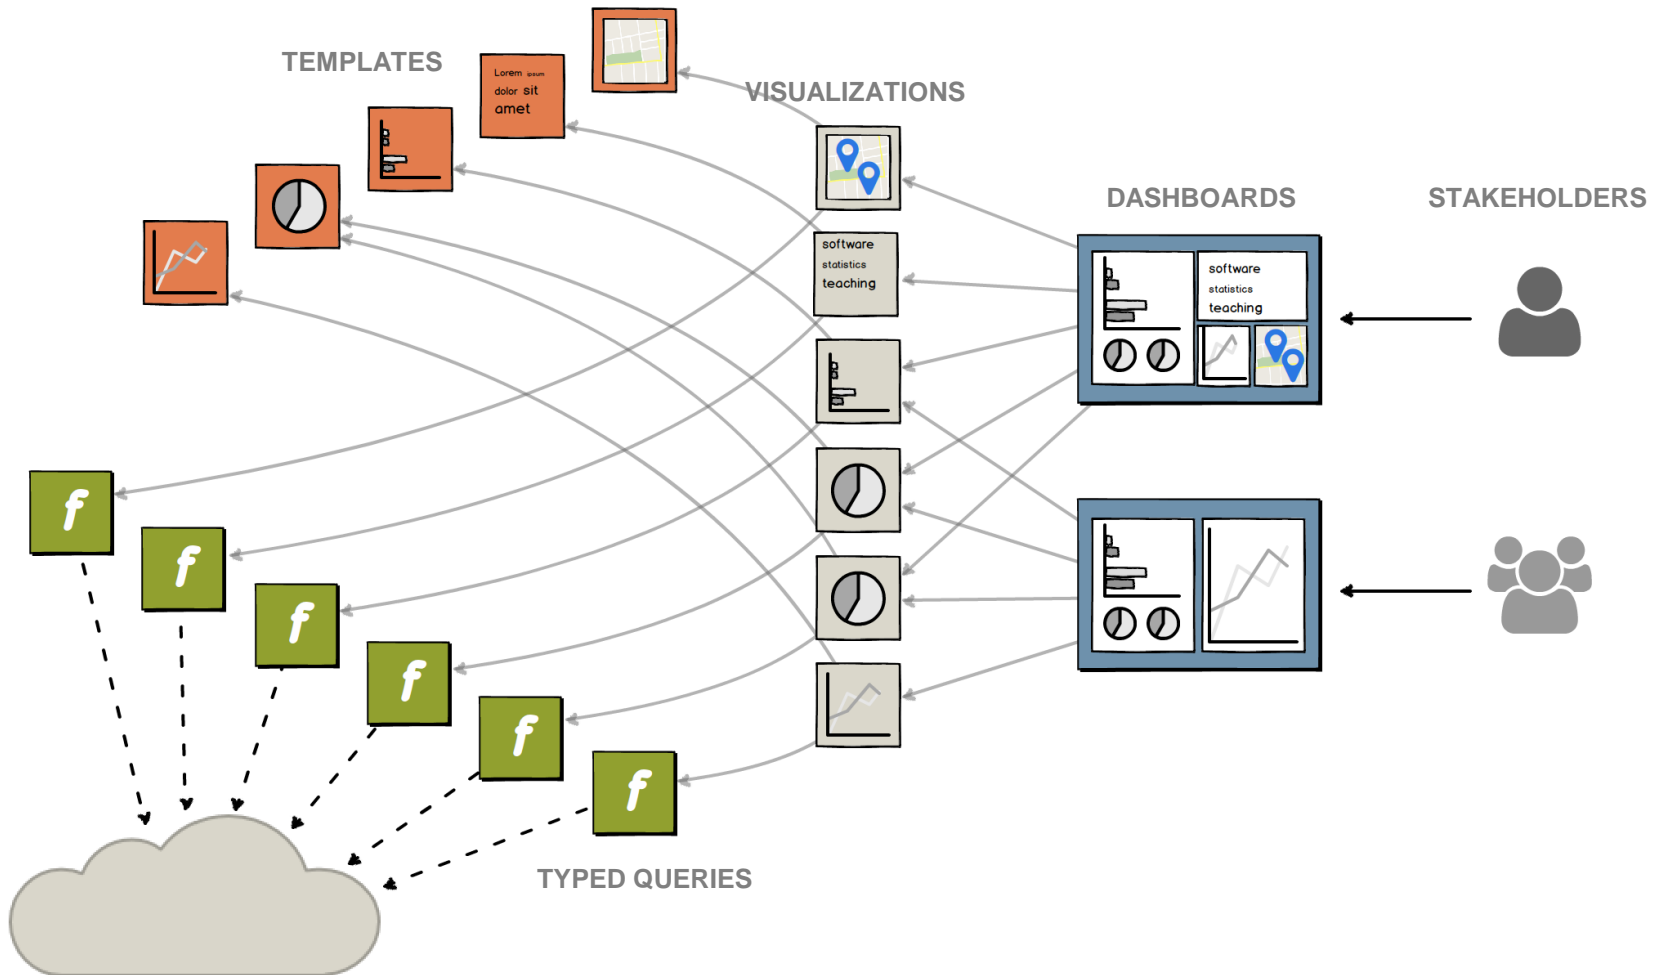 TEMPLATES
Lorem ipsum
dolor sit
amet
VISUALIZATIONS
software
statistics
teaching
DASHBOARDS
software
statistics
teaching
STAKEHOLDERS
f
f
f
f
f
f
TYPED QUERIES